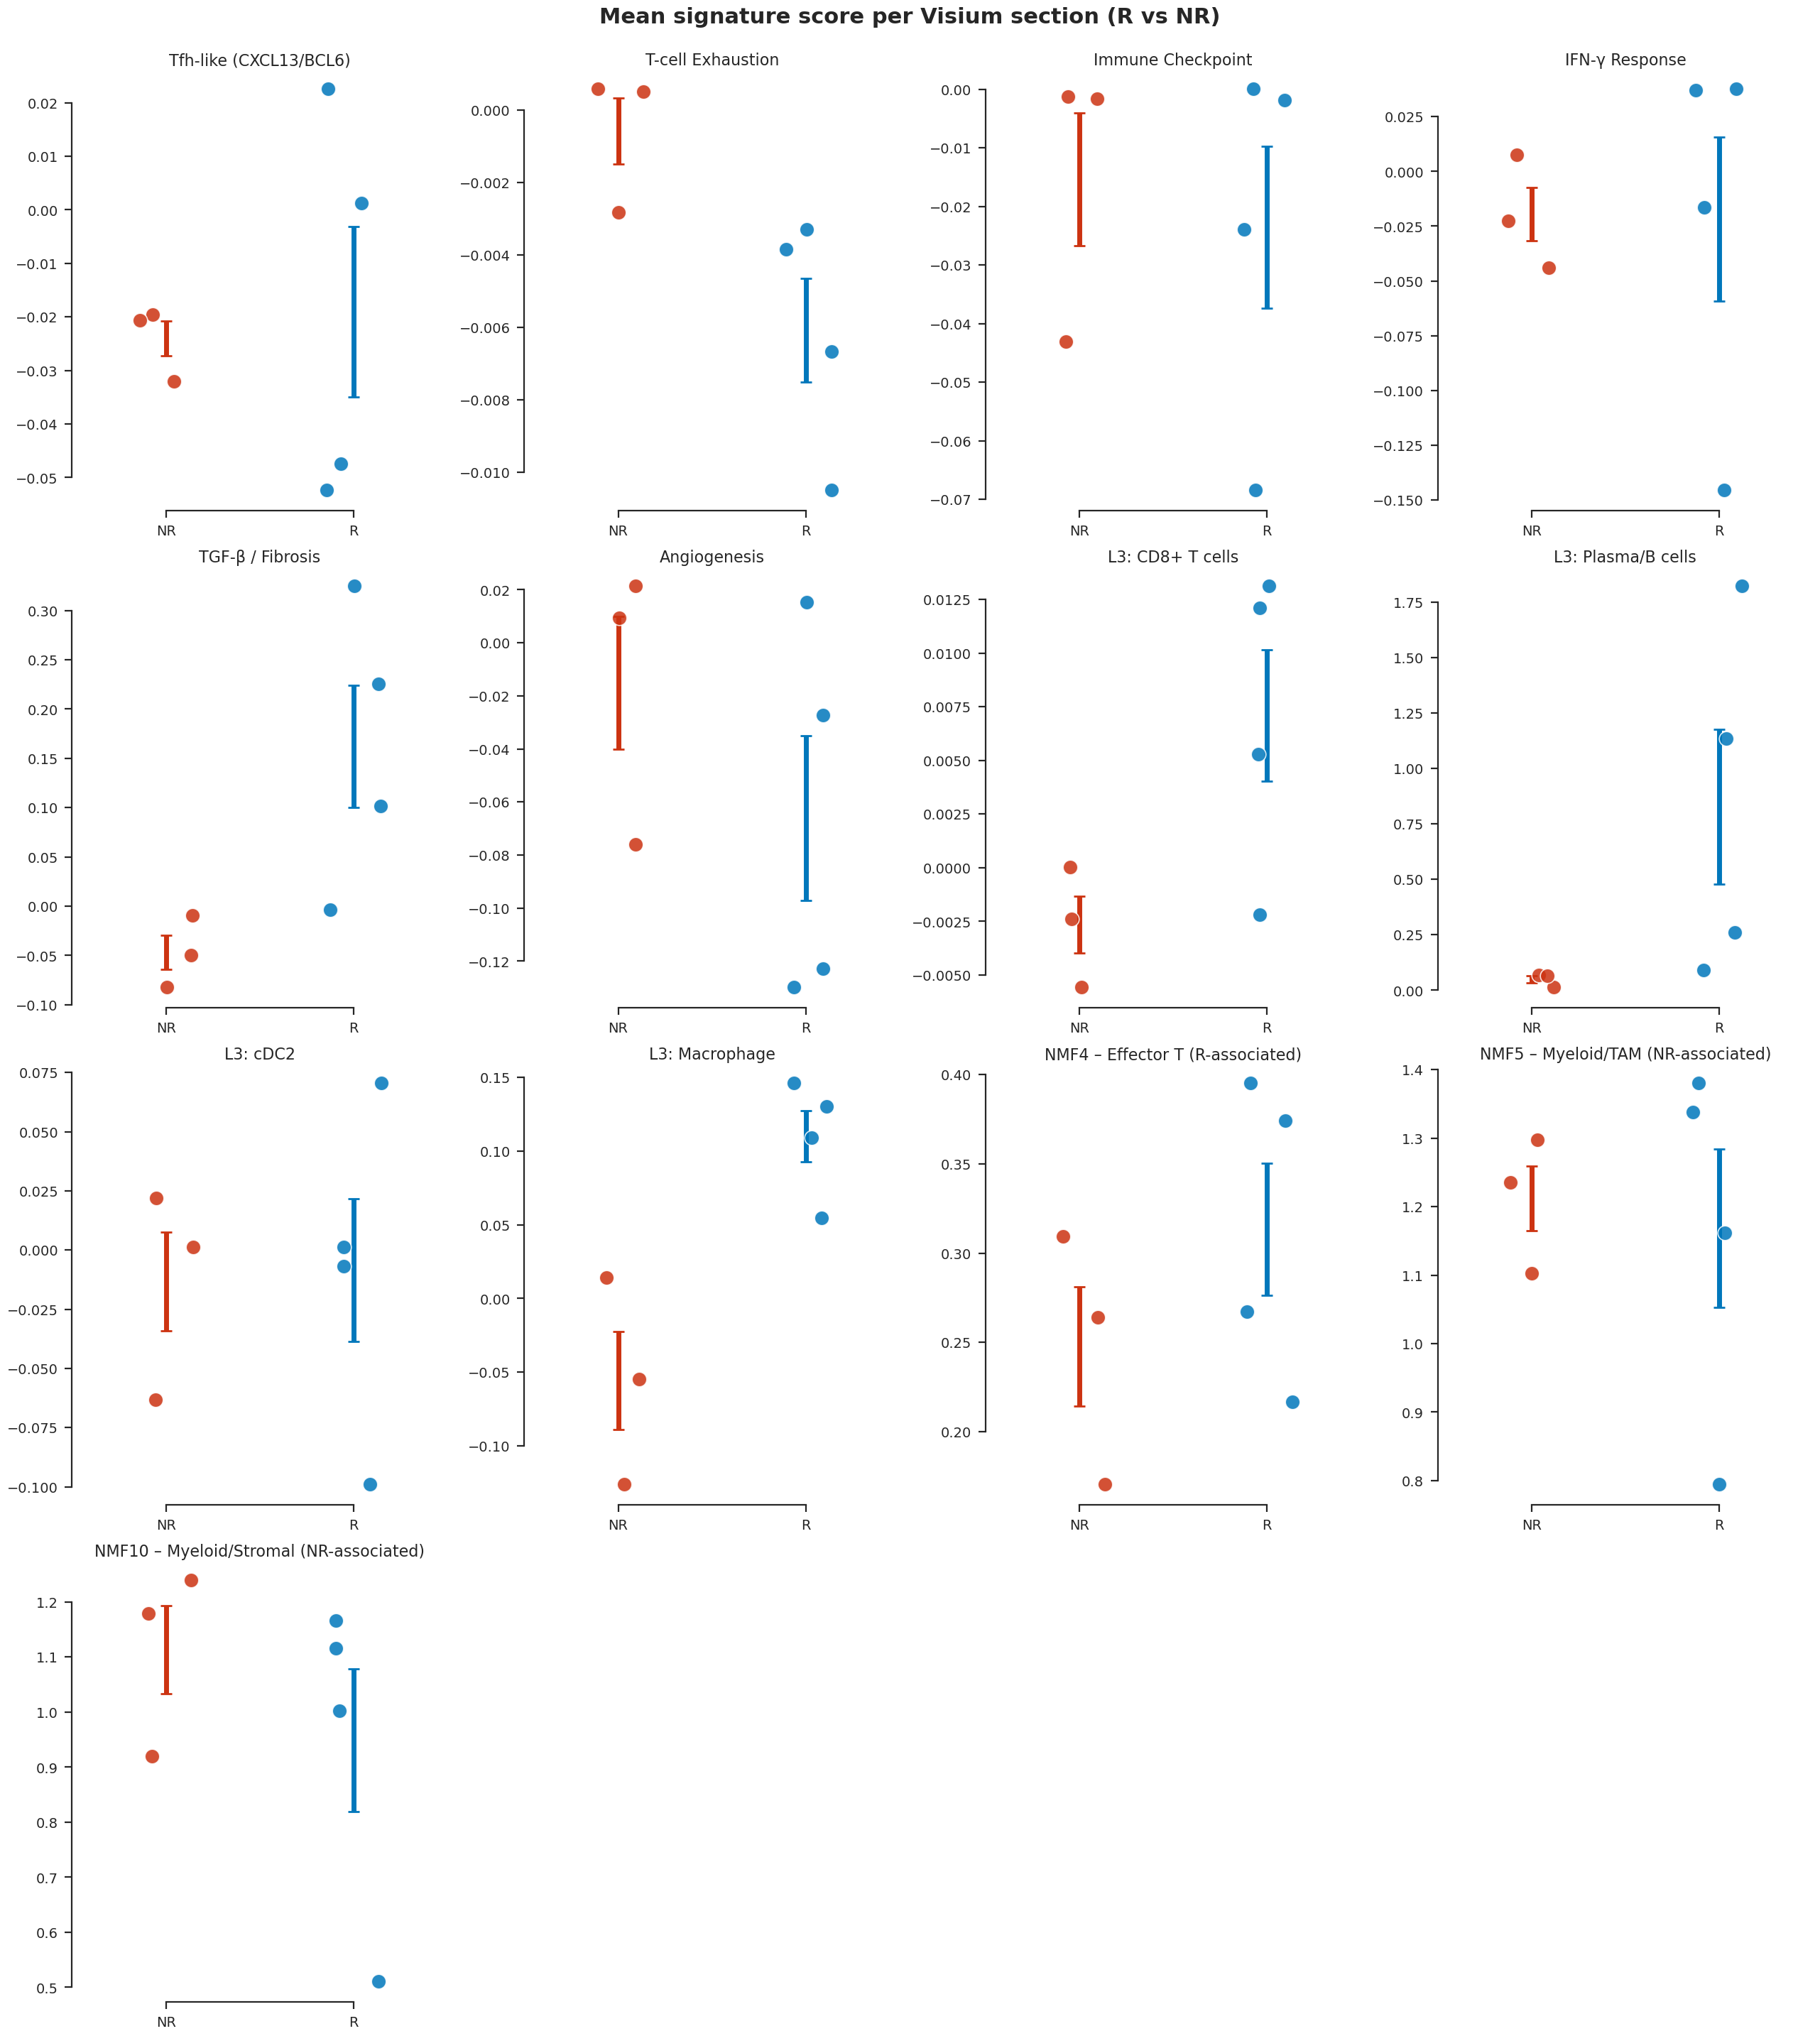 Mean signature score per Visium section (R vs NR)
Tfh-like (CXCL13/BCL6)
0.02
0.01
0.00
−0.01
−0.02
−0.03
−0.04
−0.05
NR
R
T-cell Exhaustion
0.000
−0.002
−0.004
−0.006
−0.008
−0.010
NR
R
Immune Checkpoint
0.00
−0.01
−0.02
−0.03
−0.04
−0.05
−0.06
−0.07
NR
R
IFN-γ Response
0.025
0.000
−0.025
−0.050
−0.075
−0.100
−0.125
−0.150
NR
R
TGF-β / Fibrosis
0.30
0.25
0.20
0.15
0.10
0.05
0.00
−0.05
−0.10
NR
R
Angiogenesis
0.02
0.00
−0.02
−0.04
−0.06
−0.08
−0.10
−0.12
NR
R
L3: CD8+ T cells
0.0125
0.0100
0.0075
0.0050
0.0025
0.0000
−0.0025
−0.0050
NR
R
L3: Plasma/B cells
1.75
1.50
1.25
1.00
0.75
0.50
0.25
0.00
NR
R
L3: cDC2
0.075
0.050
0.025
0.000
−0.025
−0.050
−0.075
−0.100
NR
R
L3: Macrophage
0.15
0.10
0.05
0.00
−0.05
−0.10
NR
R
NMF4 – Effector T (R-associated)
0.40
0.35
0.30
0.25
0.20
NR
R
NMF5 – Myeloid/TAM (NR-associated)
1.4
1.3
1.2
1.1
1.0
0.9
0.8
NR
R
NMF10 – Myeloid/Stromal (NR-associated)
1.2
1.1
1.0
0.9
0.8
0.7
0.6
0.5
NR
R